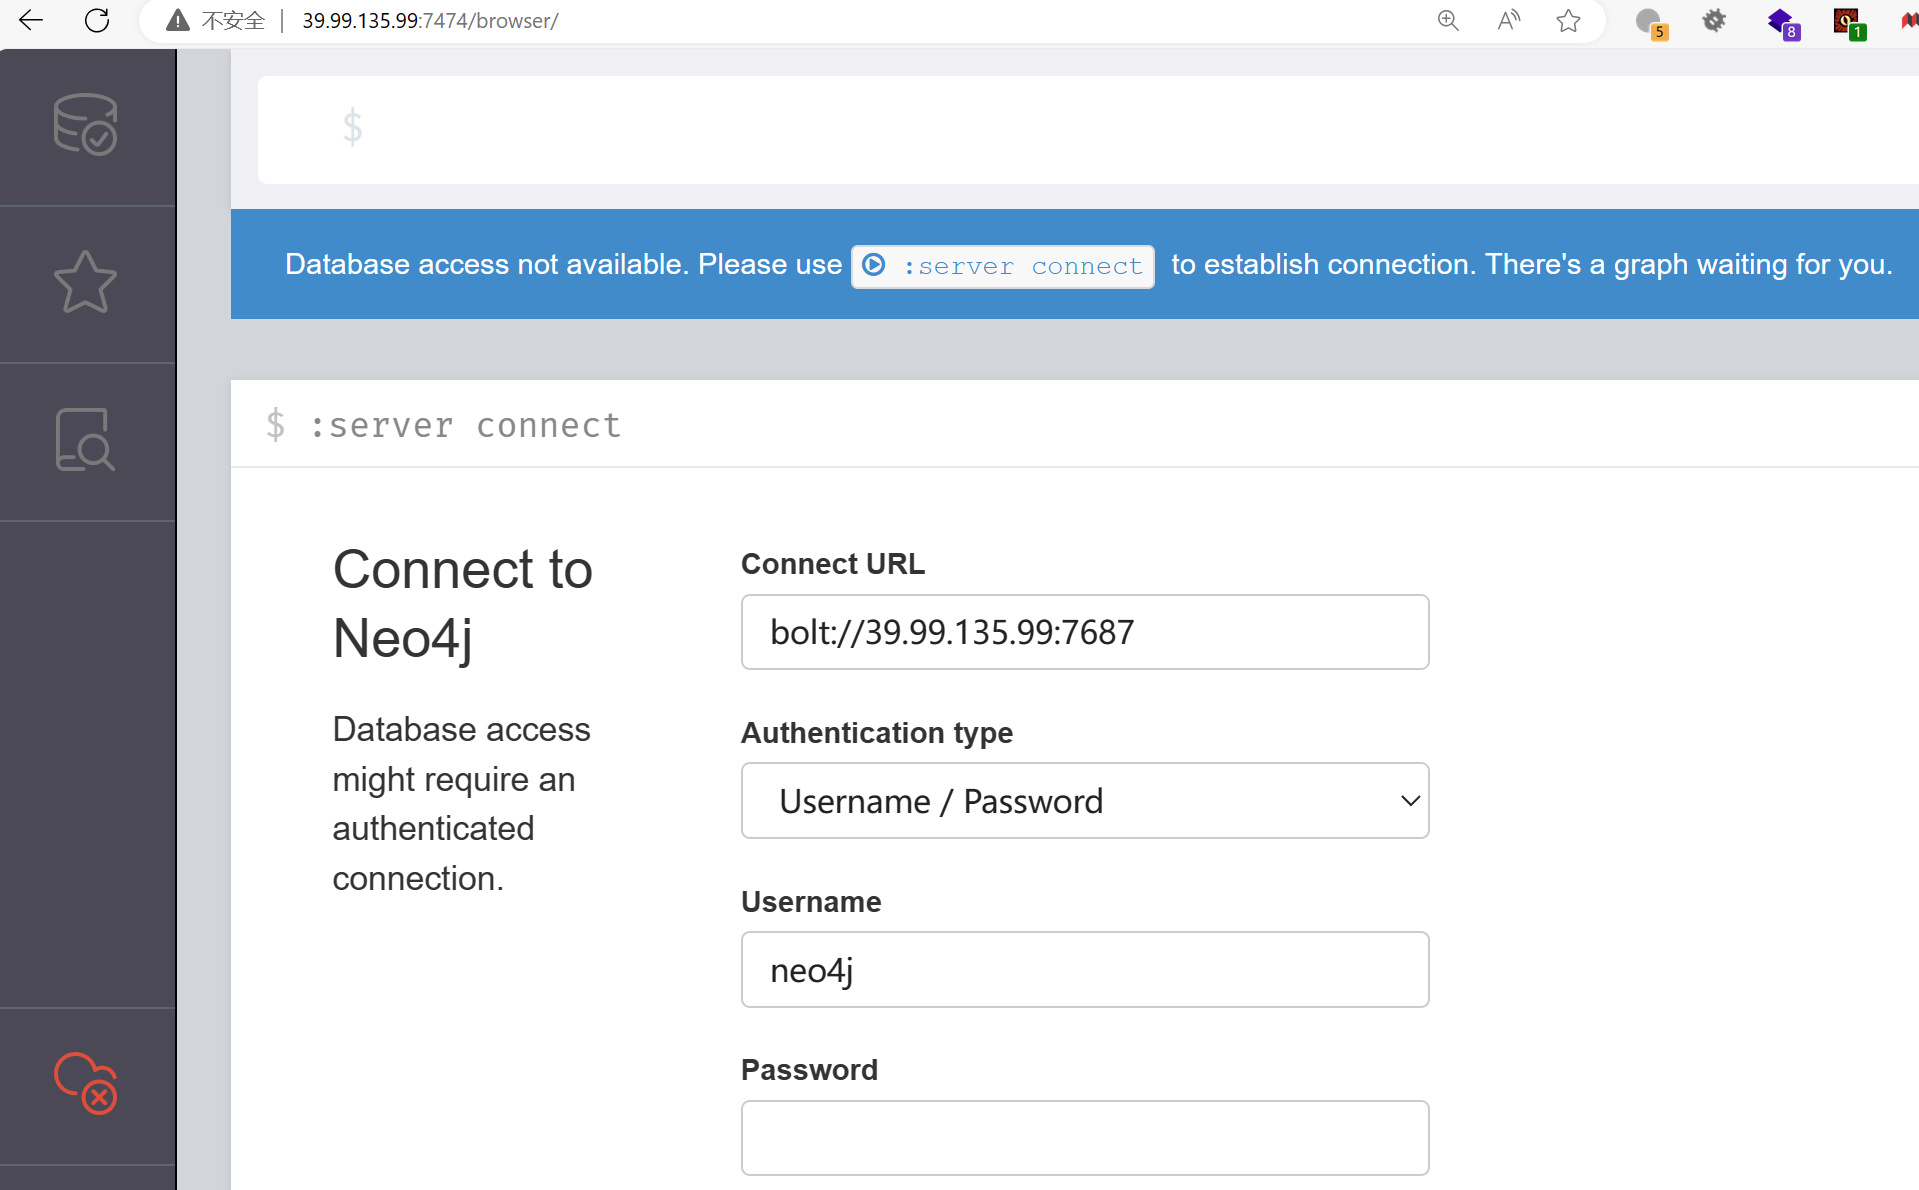 不安全 39.99.135.99:7474/browser/
5
8
1
$
Database access not available. Please use :server connect to establish connection. There's a graph waiting for you.
$ :server connect
Connect to
Neo4j
Database access
might require an
authenticated
connection.
Connect URL
bolt://39.99.135.99:7687
Authentication type
Username / Password
Username
neo4j
Password